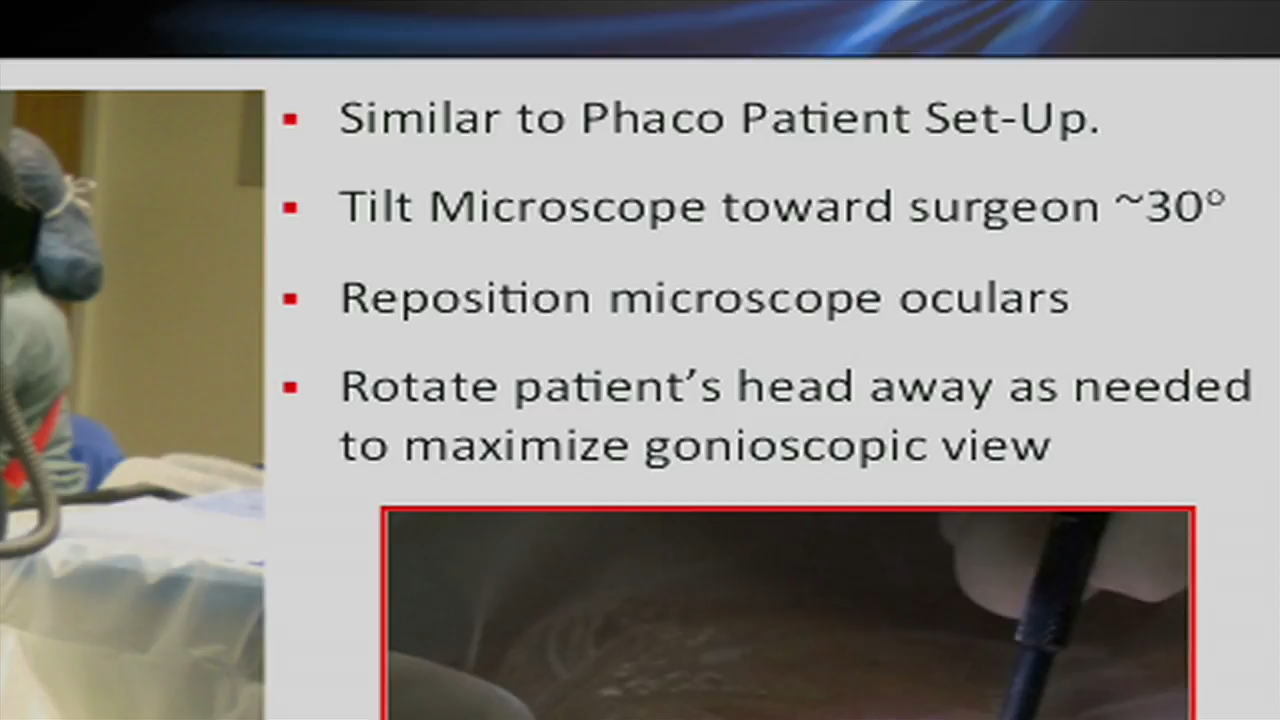 Similar to Phaco Patient Set-Up.
Tilt Microscope toward surgeon ~30°
Reposition microscope oculars
Rotate patient's head away as needed
to maximize gonioscopic view